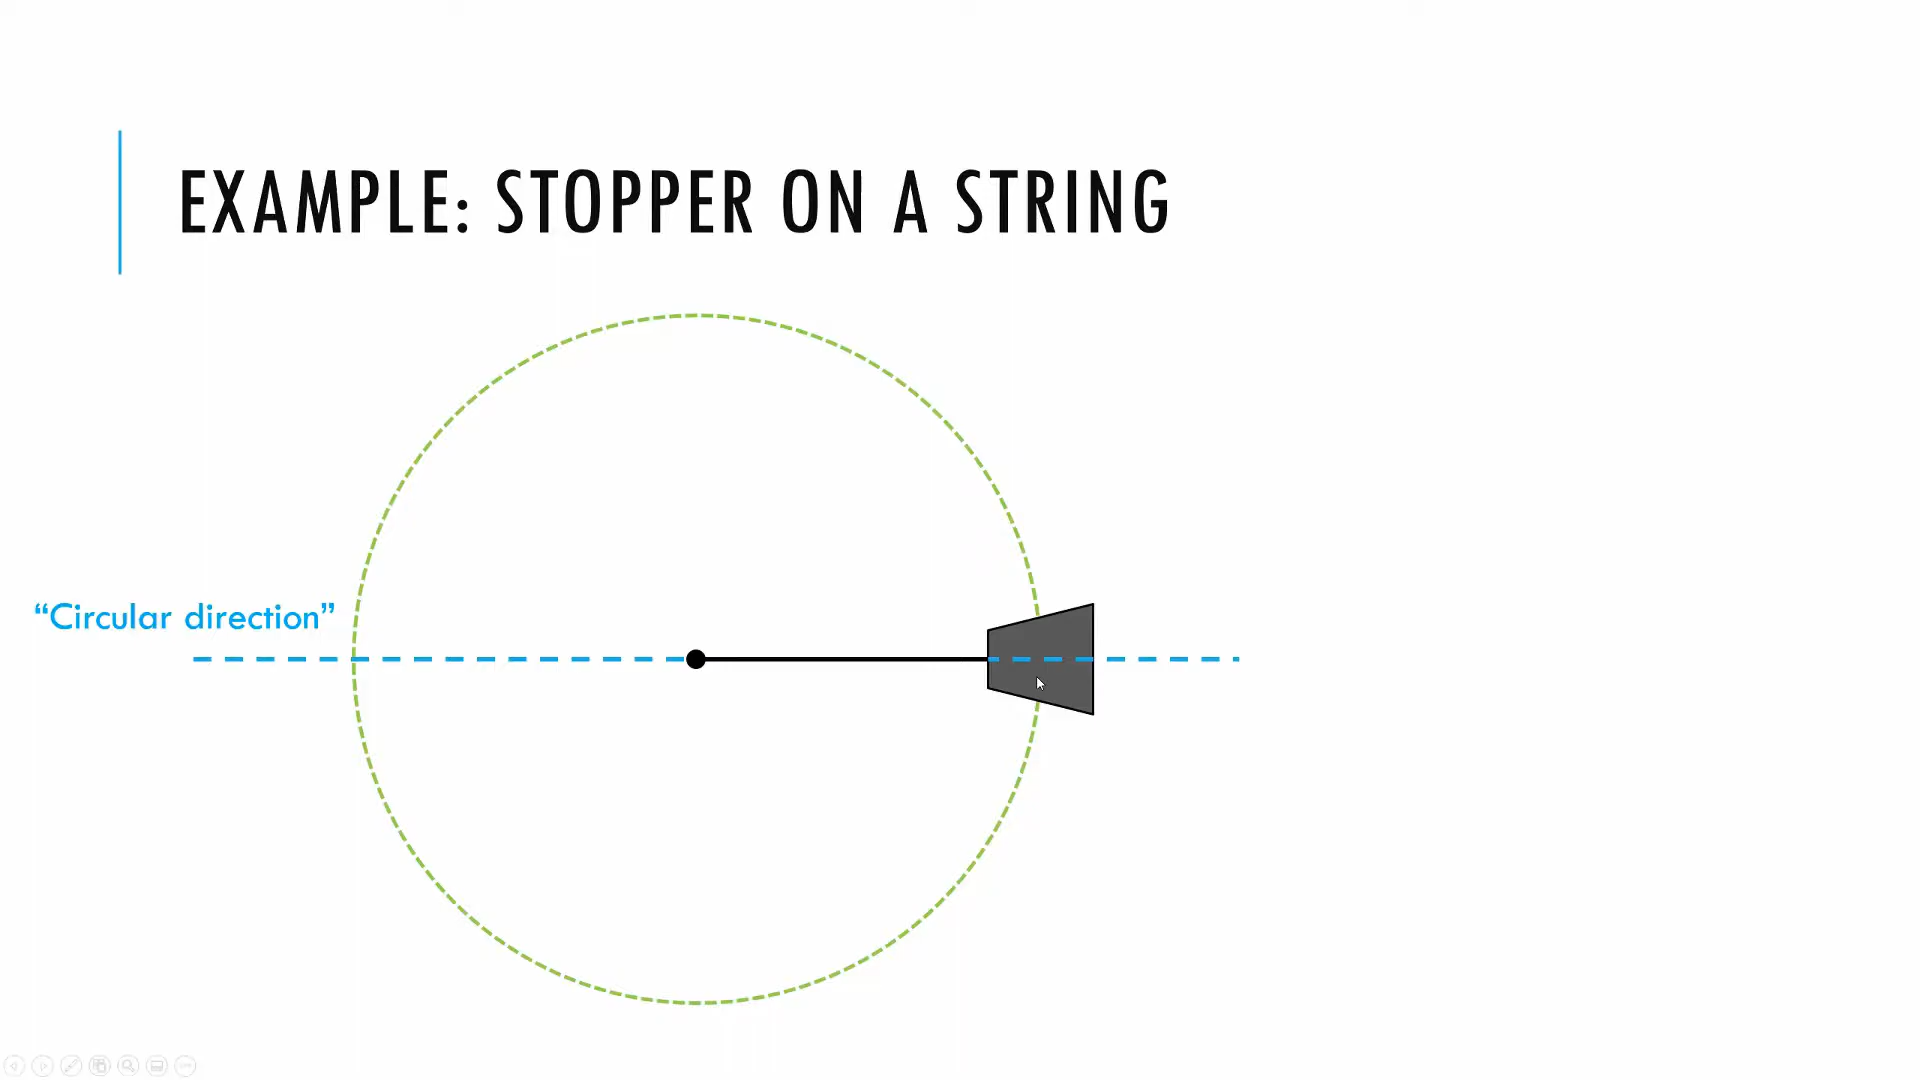 EXAMPLE: STOPPER ON A STRING
“Circular direction”